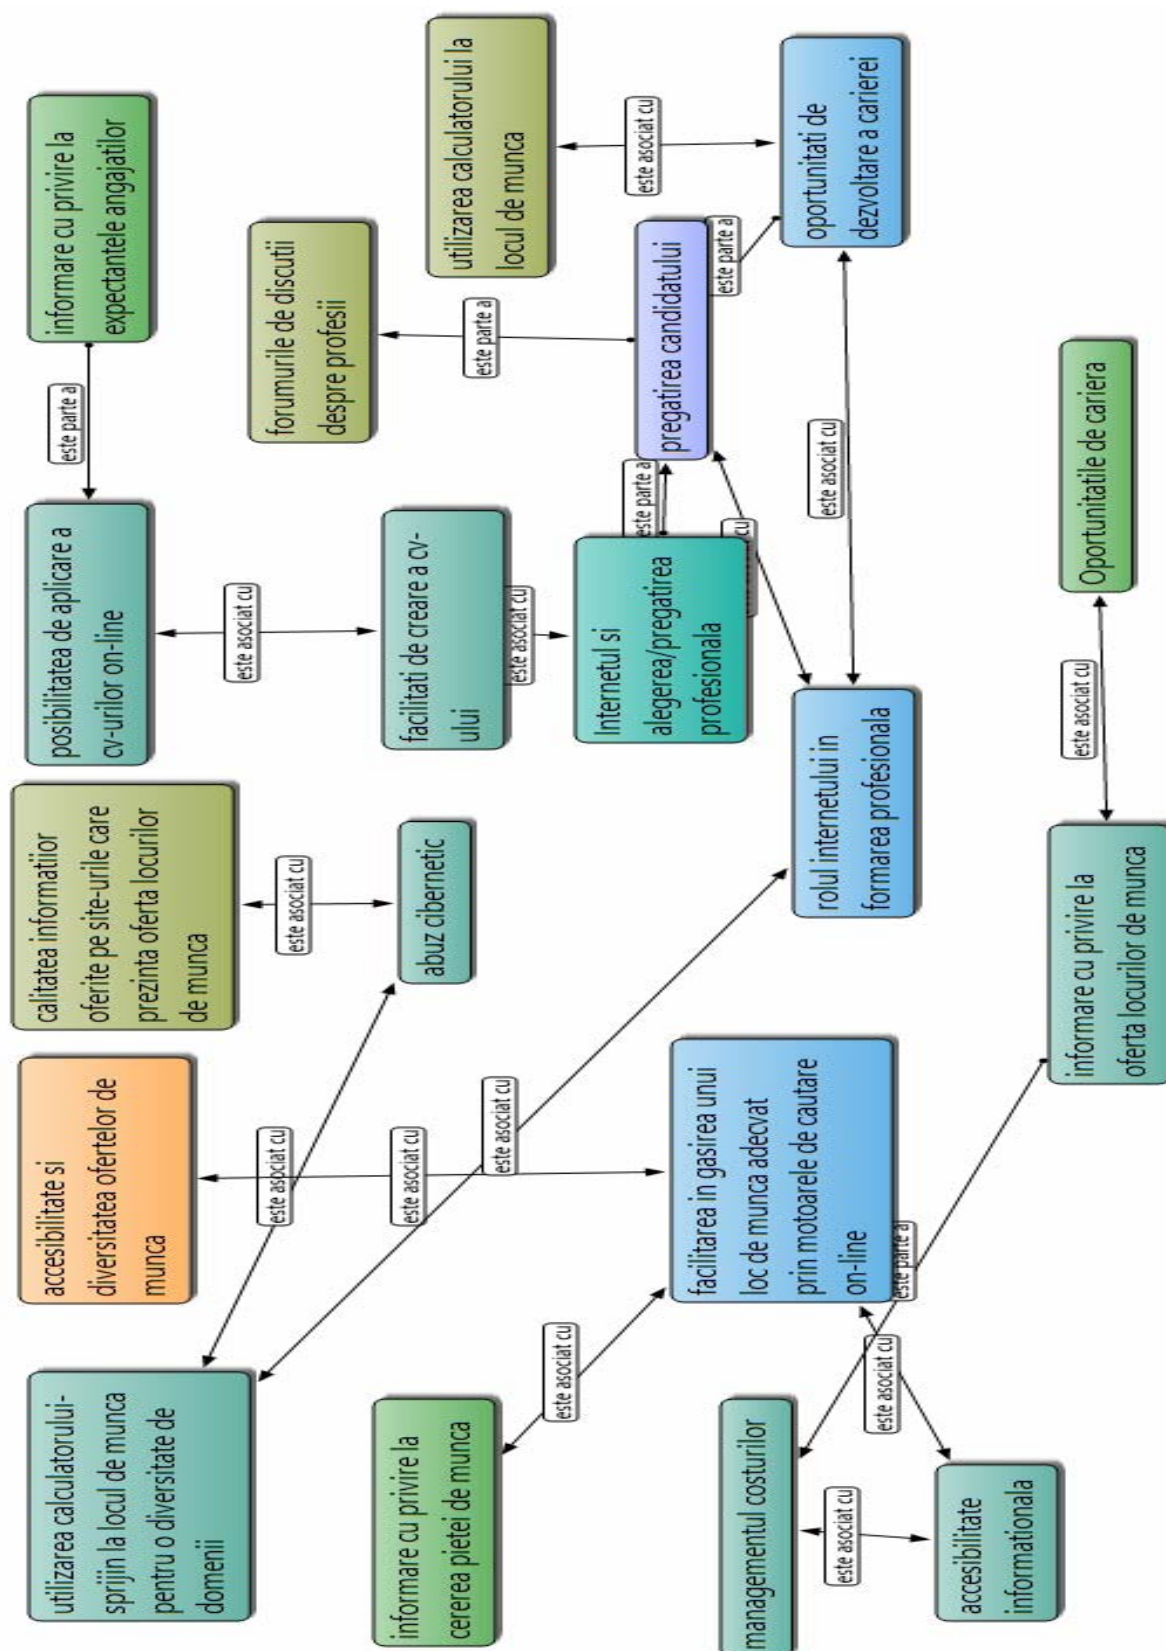 utilizarea calculatorului-
sprijin la locul de munca
pentru o diversitate de
domenii
accesibilitate si
diversitatea ofertelor de
munca
calitatea informatiior
oferite pe site-urile care
prezinta oferta locurilor
de munca
posibilitatea de aplicare a
cv-urilor on-line
informare cu privire la
expectantele angajatilor
este parte a
este asociat cu
este asociat cu
este asociat cu
forumurile de discutii
despre profesii
informare cu privire la
cererea pietei de munca
este asociat cu
este asociat cu
abuz cibernetic
facilitati de creare a cv-
ului
este parte a
utilizarea calculatorului la
locul de munca
este asociat cu
este asociat cu
este asociat cu
Internetul si
alegerea/pregatirea
profesionala
este parte a
pregatirea candidatului
este asociat cu
facilitarea in gasirea unui
loc de munca adecvat
prin motoarele de cautare
on-line
este parte a
cu
managementul costurilor
rolul internetului in
formarea profesionala
este asociat cu
oportunitati de
dezvoltare a carierei
este asociat cu
este asociat cu
este parte a
accesibilitate
informationala
informare cu privire la
oferta locurilor de munca
este asociat cu
Oportunitatile de cariera